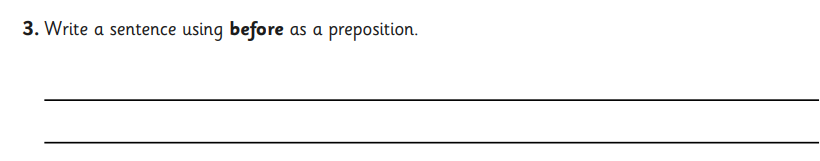 3. Write a sentence using before as a preposition.